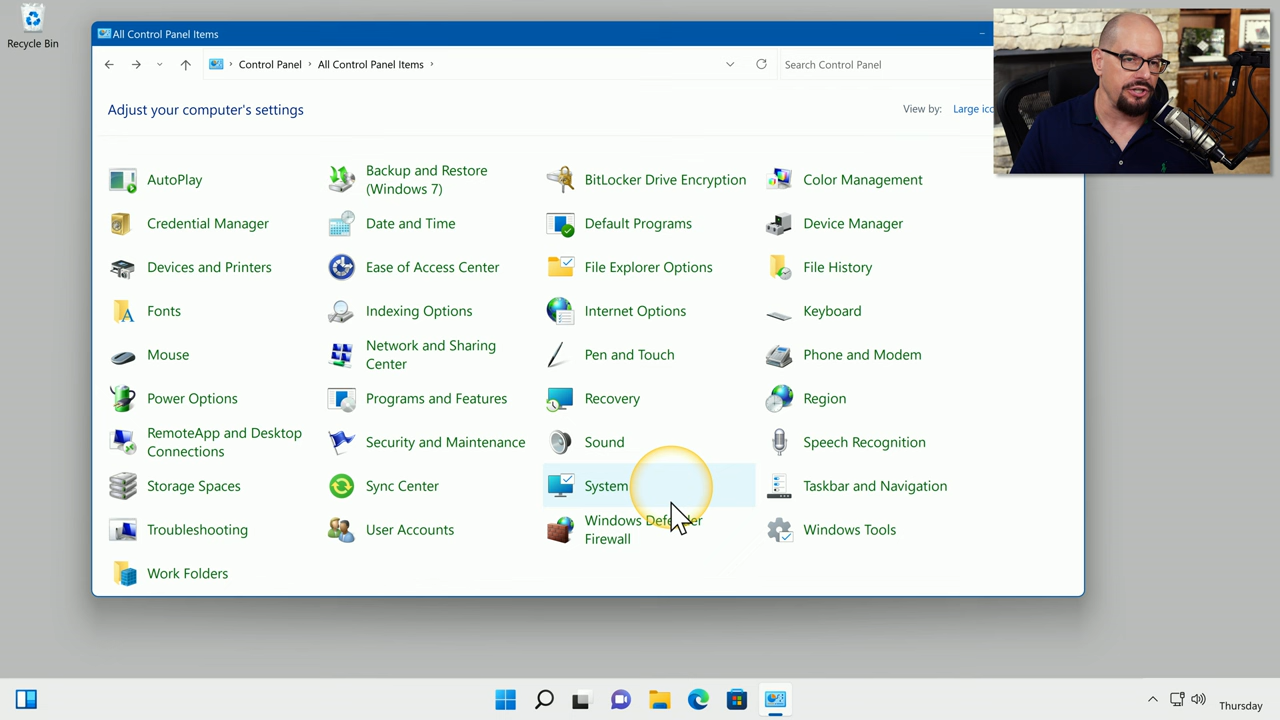 Recycle Bin
All Control Panel Items
Control Panel
All Control Panel Items
Search Control Panel
Adjust your computer's settings
View by:
Large
AutoPlay
Backup and Restore
(Windows 7)
BitLocker Drive Encryption
Color Management
Credential Manager
Date and Time
Default Programs
Device Manager
Devices and Printers
Ease of Access Center
File Explorer Options
File History
Fonts
Indexing Options
Internet Options
Keyboard
Mouse
Network and Sharing
Center
Pen and Touch
Phone and Modem
Power Options
Programs and Features
Recovery
Region
RemoteApp and Desktop
Connections
Security and Maintenance
Sound
Speech Recognition
Storage Spaces
Sync Center
System
Taskbar and Navigation
Troubleshooting
User Accounts
Windows Defender
Firewall
Windows Tools
Work Folders
Thursday